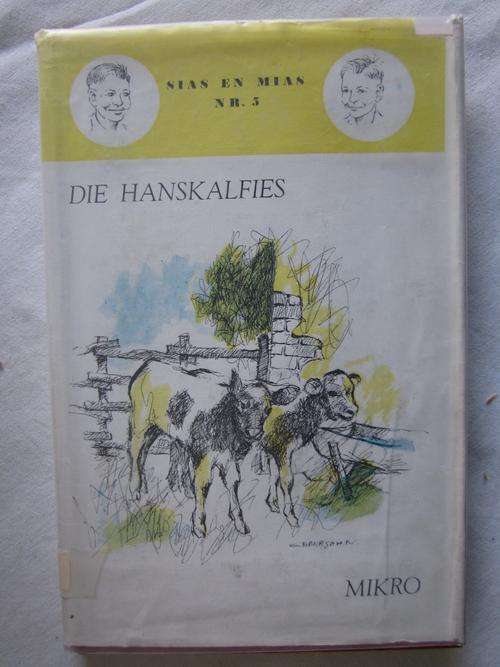 SIAS EN MIAS
NR. 5
DIE HANSKALFIES
MIKRO